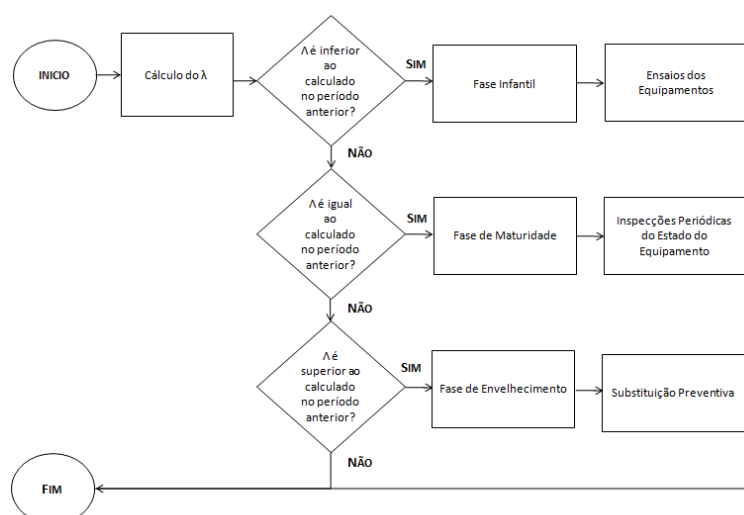 INICIO
Cálculo do λ
Λ é inferior
ao
calculado
no período
anterior?
SIM
Fase Infantil
Ensaios dos
Equipamentos
NÃO
Λ é igual
ao
calculado
no período
anterior?
SIM
Fase de Maturidade
Inspecções Periódicas
do Estado do
Equipamento
NÃO
Λ é
superior ao
calculado
no período
anterior?
SIM
Fase de Envelhecimento
Substituição Preventiva
NÃO
FIM